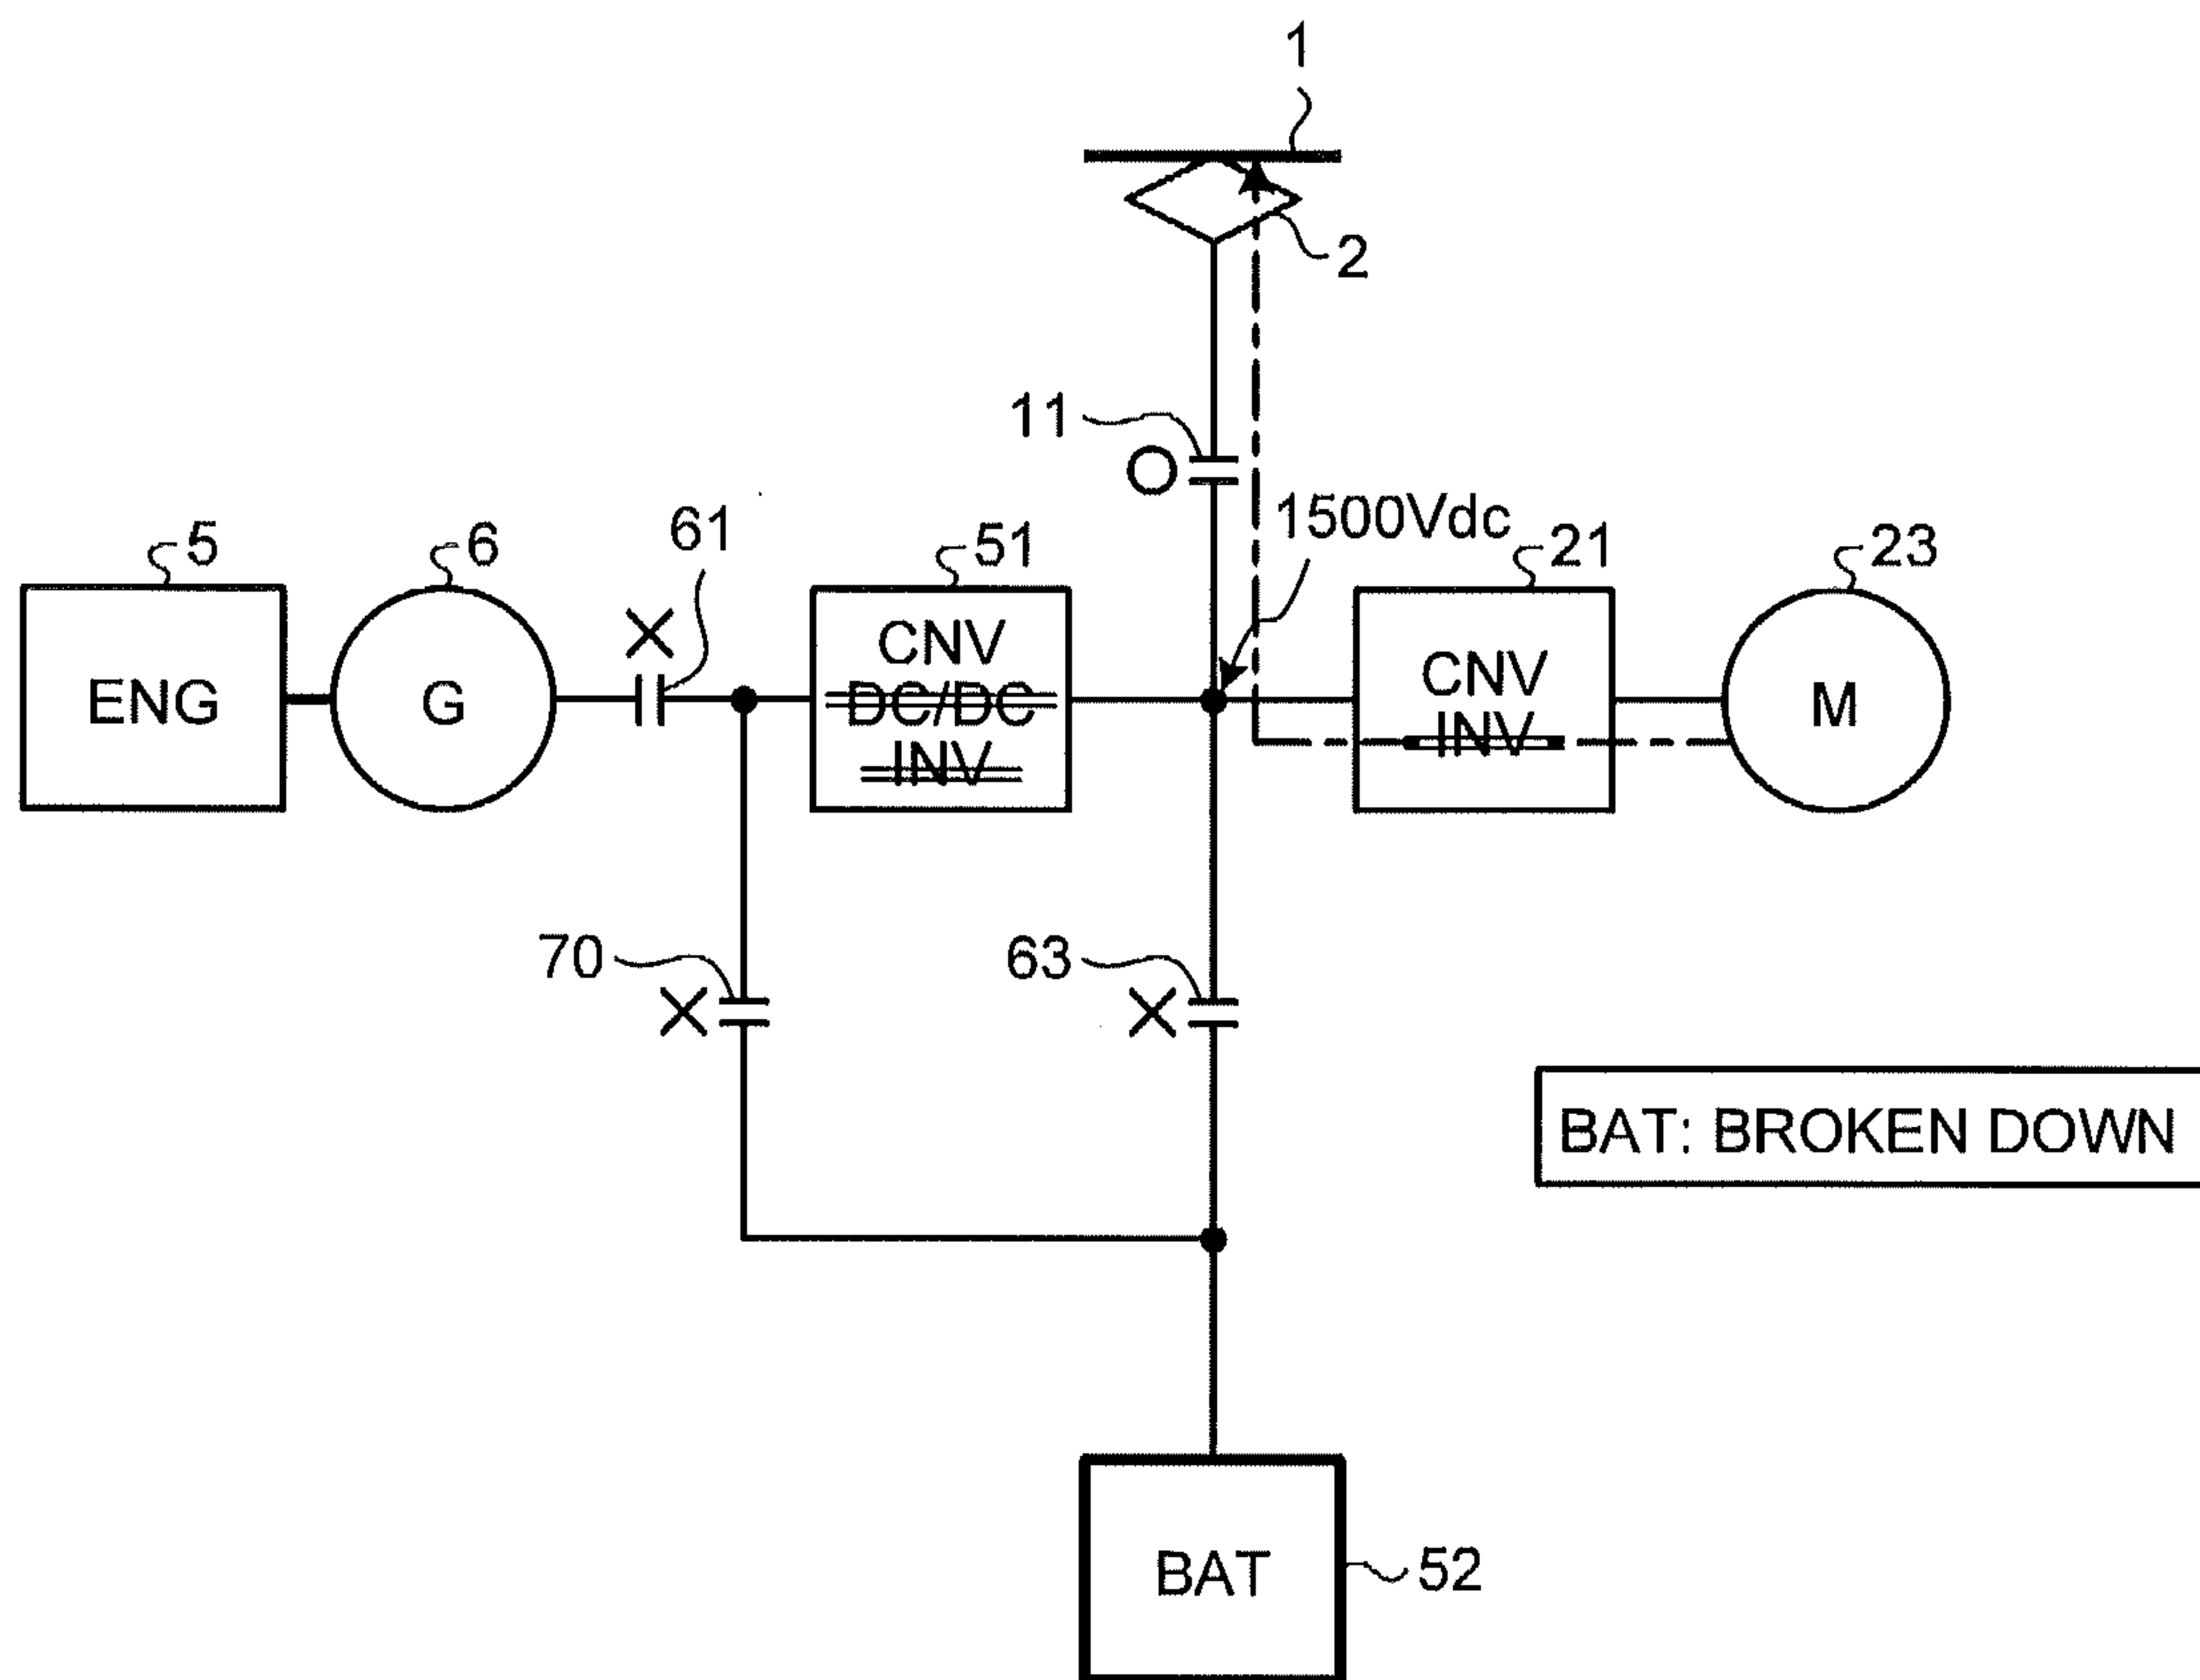 1
2
11
O
1500Vdc
5
6
61
51
21
23
X
ENG
G
CNV
DC/DC
INV
CNV
INV
M
70
X
63
X
BAT: BROKEN DOWN
BAT
52